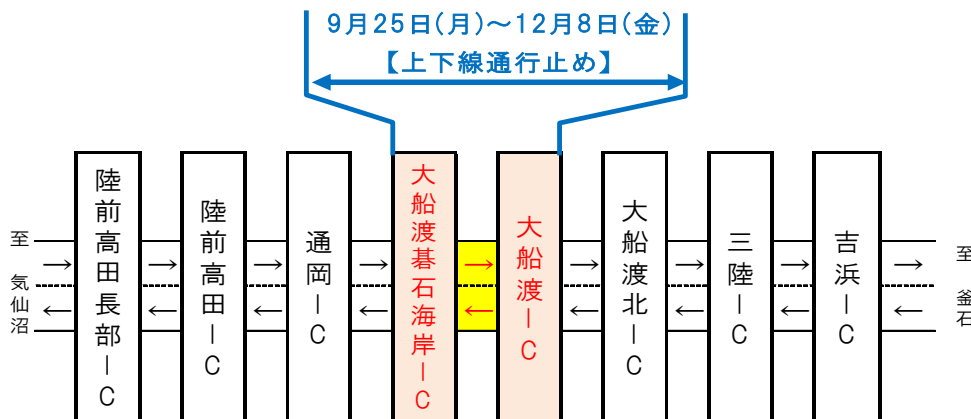 9月25日(月)～12月8日(金)
【上下線通行止め】
至 気仙沼
陸前高田長部IC
陸前高田IC
通岡IC
大船渡碁石海岸IC
大船渡IC
大船渡北IC
三陸IC
吉浜IC
至 釜石